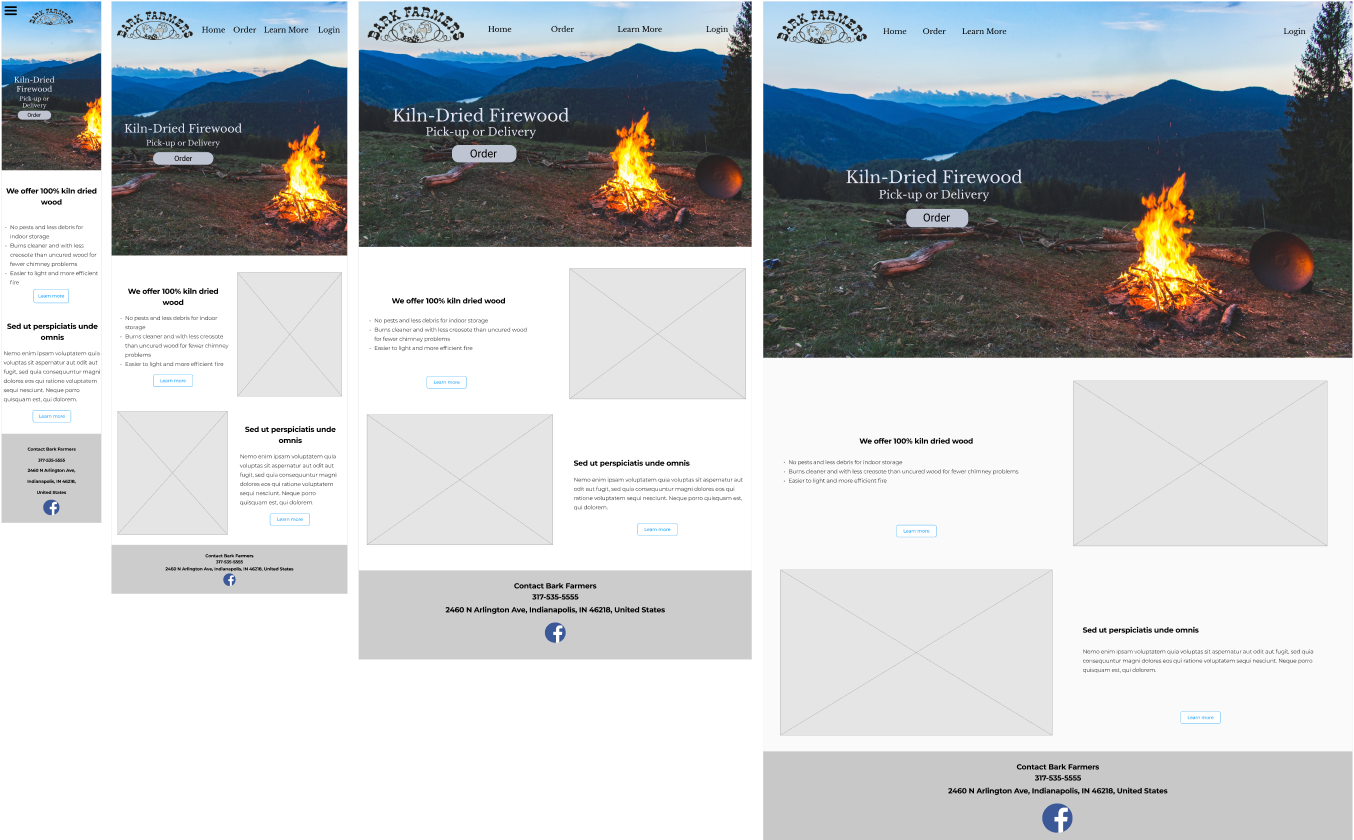 BARK FARMERS
Kiln-Dried
Firewood
Pick-up or
Delivery
Order
We offer 100% kiln dried
wood
- No pests and less debris for
indoor storage
- Burns cleaner and with less
creosote than uncured wood for
fewer chimney problems.
- Easier to light and more efficient
fire
Learn more
Sed ut perspiciatis unde
omnis
Nemo enim ipsam voluptatem quia
voluptas sit aspernatur aut odit aut
fugit, sed quia consequuntur magni
dolores eos qui ratione voluptatem
sequi nesciunt. Neque porro
quisquam est, qui dolorem.
Learn more
Contact Bark Farmers
317-535-5555
2460 N Arlington Ave,
Indianapolis, IN 46218,
United States
BARK FARMERS
Home Order Learn More Login
Kiln-Dried Firewood
Pick-up or Delivery
Order
We offer 100% kiln dried
wood
- No pests and less debris for indoor
storage
- Burns cleaner and with less creosote
than uncured wood for fewer chimney
problems
- Easier to light and more efficient fire
Learn more
Sed ut perspiciatis unde
omnis
Nemo enim ipsam voluptatem quia
voluptas sit aspernatur aut odit aut
fugit, sed quia consequuntur magni
dolores eos qui ratione voluptatem
sequi nesciunt. Neque porro
quisquam est, qui dolorem.
Learn more
Contact Bark Farmers
317-535-5555
2460 N Arlington Ave, Indianapolis, IN 46218, United States
BARK FARMERS
Home Order Learn More Login
Kiln-Dried Firewood
Pick-up or Delivery
Order
We offer 100% kiln dried wood
- No pests and less debris for indoor storage
- Burns cleaner and with less creosote than uncured wood
for fewer chimney problems.
- Easier to light and more efficient fire
Learn more
Sed ut perspiciatis unde omnis
Nemo enim ipsam voluptatem quia voluptas sit aspernatur aut
odit aut fugit, sed quia consequuntur magni dolores eos qui
ratione voluptatem sequi nesciunt. Neque porro quisquam est,
qui dolorem.
Learn more
Contact Bark Farmers
317-535-5555
2460 N Arlington Ave, Indianapolis, IN 46218, United States
BARK FARMERS
Home Order Learn More Login
Kiln-Dried Firewood
Pick-up or Delivery
Order
We offer 100% kiln dried wood
- No pests and less debris for indoor storage
- Burns cleaner and with less creosote than uncured wood for fewer chimney problems
- Easier to light and more efficient fire
Learn more
Sed ut perspiciatis unde omnis
Nemo enim ipsam voluptatem quia voluptas sit aspernatur aut odit aut fugit, sed quia
consequuntur magni dolores eos qui ratione voluptatem sequi nesciunt. Neque porro
quisquam est, qui dolorem.
Learn more
Contact Bark Farmers
317-535-5555
2460 N Arlington Ave, Indianapolis, IN 46218, United States